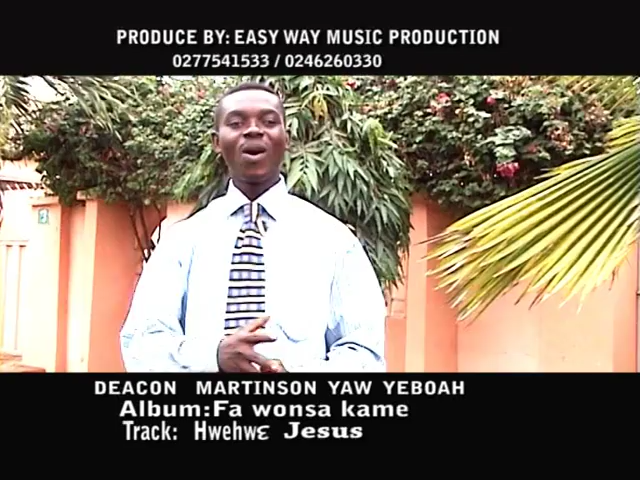 PRODUCE BY: EASY WAY MUSIC PRODUCTION
0277541533 / 0246260330
DEACON MARTINSON YAW YEBOAH
Album:Fa wonsa kame
Track: Hwehwɛ Jesus